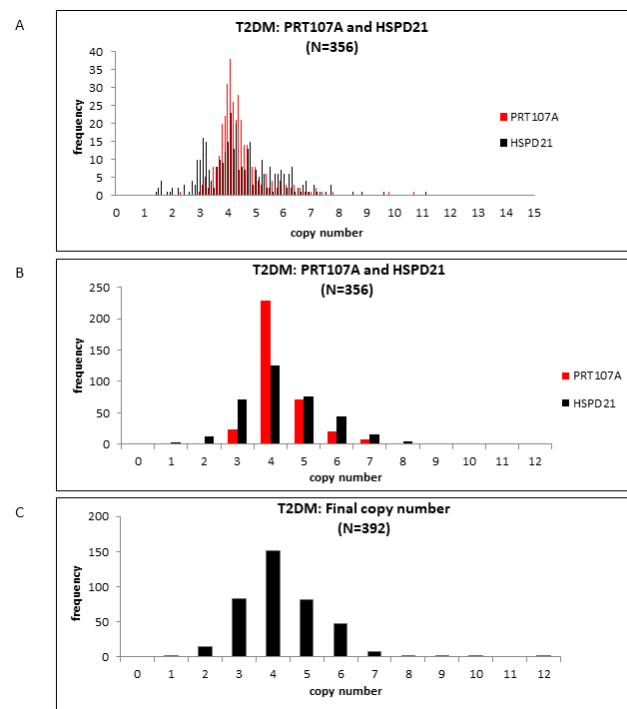 A
T2DM: PRT107A and HSPD21
(N=356)
40
35
30
25
20
15
10
5
0
frequency
PRT107A
HSPD21
0 1 2 3 4 5 6 7 8 9 10 11 12 13 14 15
copy number
B
T2DM: PRT107A and HSPD21
(N=356)
250
200
150
100
50
0
frequency
PRT107A
HSPD21
0 1 2 3 4 5 6 7 8 9 10 11 12
copy number
C
T2DM: Final copy number
(N=392)
200
150
100
50
0
frequency
0 1 2 3 4 5 6 7 8 9 10 11 12
copy number